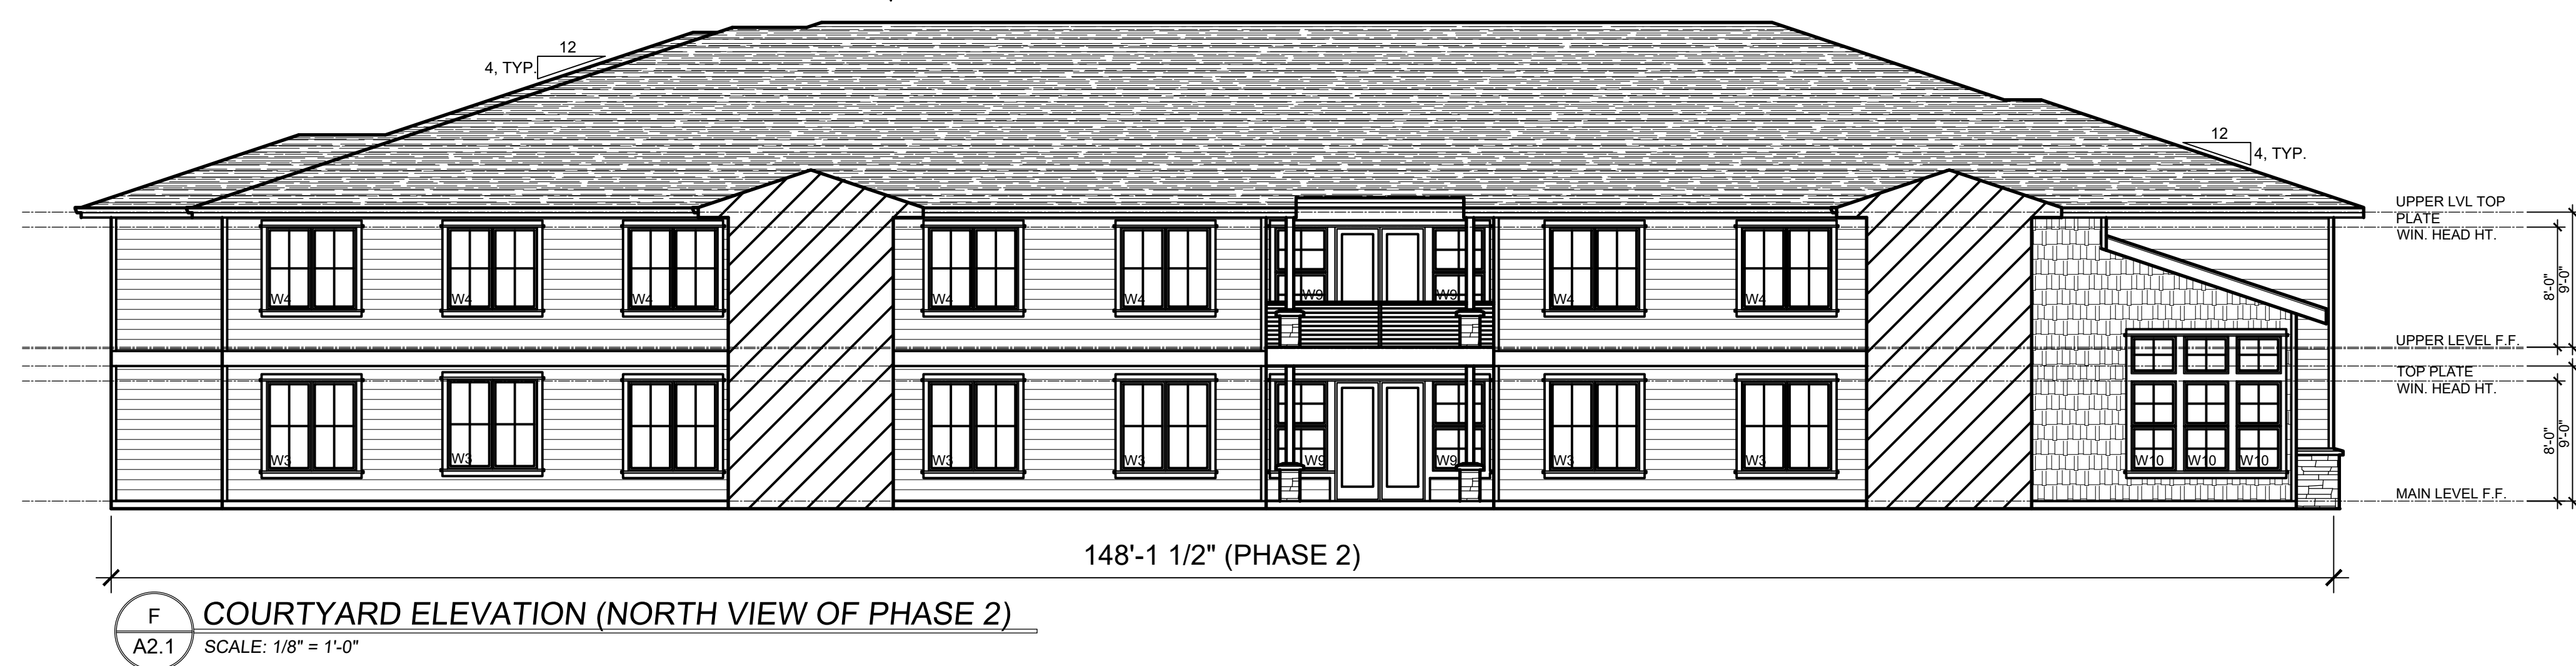 12
4, TYP.
12
4, TYP.
UPPER LVL TOP
PLATE
WIN. HEAD HT.
8'-0"
9'-0"
W4 W4 W4 W4 W4 W9 W9 W4 W4
UPPER LEVEL F.F.
TOP PLATE
WIN. HEAD HT.
8'-0"
9'-0"
W3 W3 W3 W3 W9 W9 W3 W3 W10 W10 W10
MAIN LEVEL F.F.
148'-1 1/2" (PHASE 2)
F
A2.1
COURTYARD ELEVATION (NORTH VIEW OF PHASE 2)
SCALE: 1/8" = 1'-0"